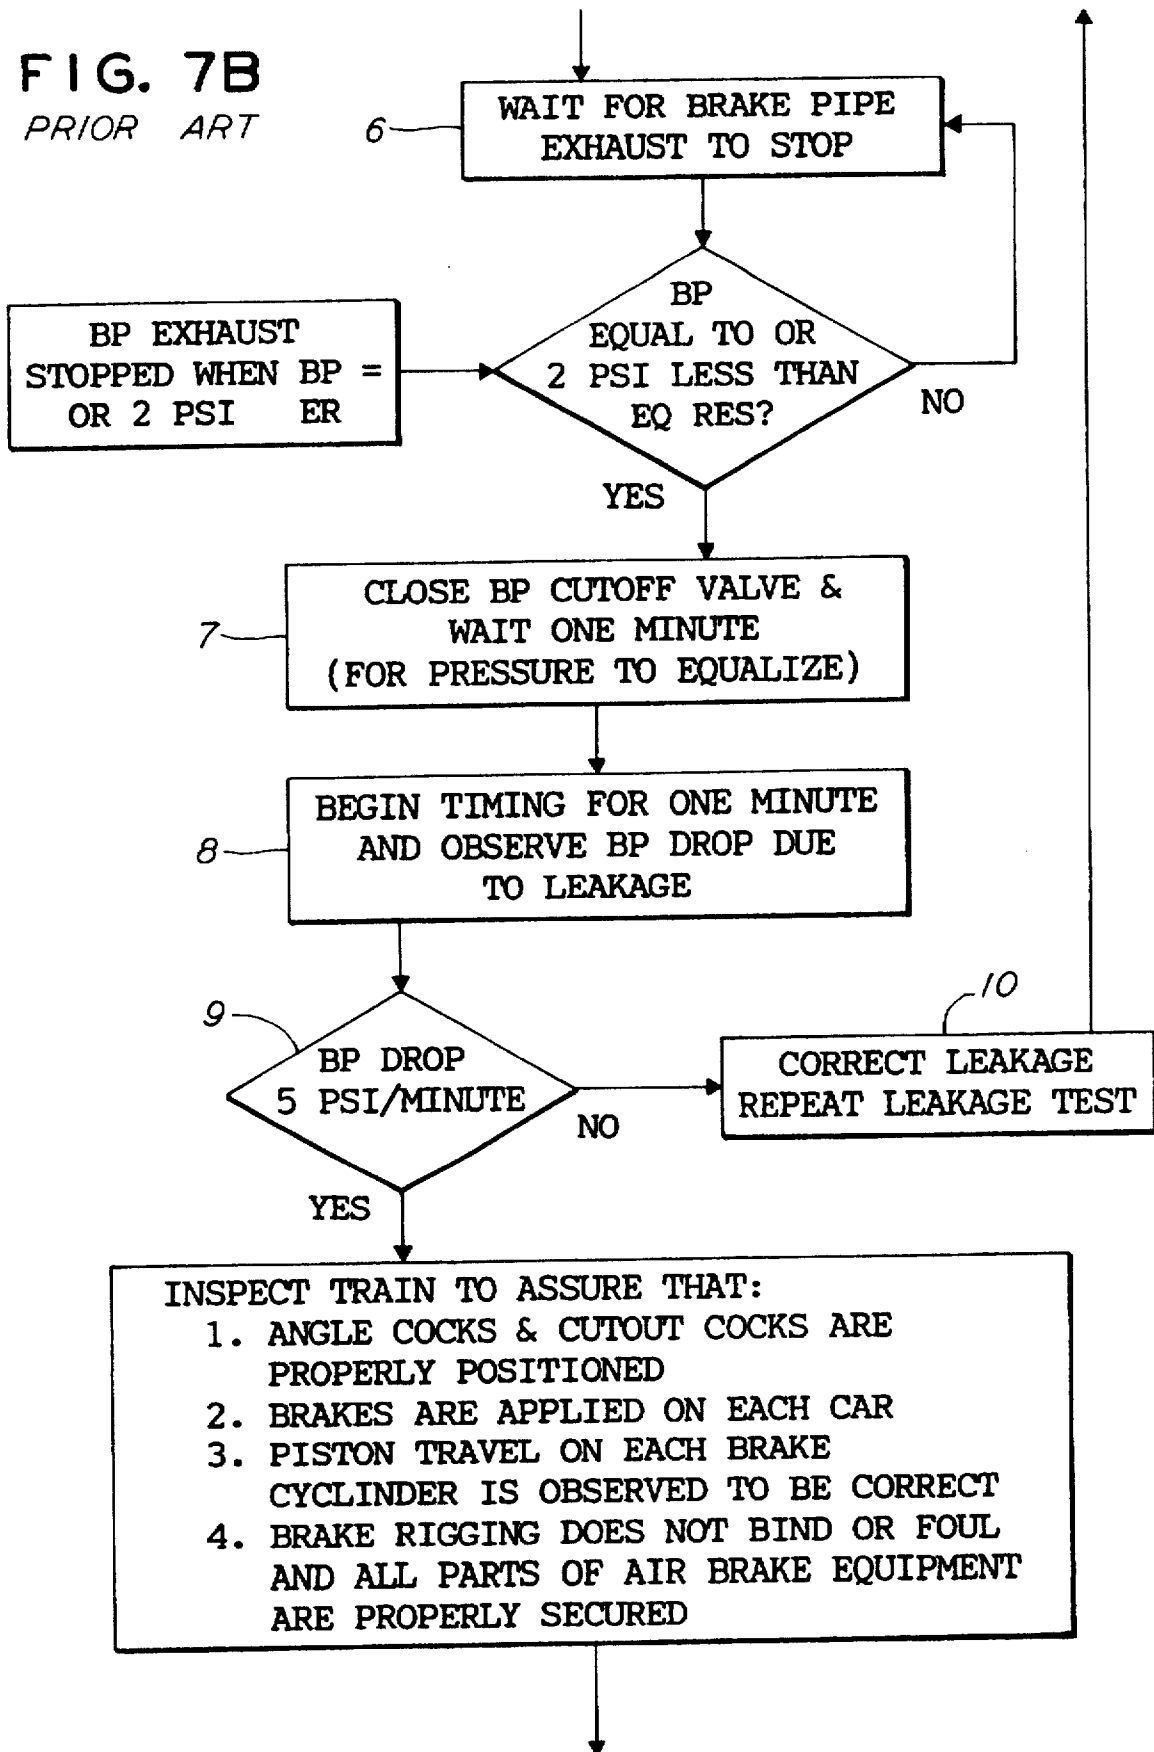 FIG. 7B
PRIOR ART
6
WAIT FOR BRAKE PIPE
EXHAUST TO STOP
BP EXHAUST
STOPPED WHEN BP =
OR 2 PSI ER
BP
EQUAL TO OR
2 PSI LESS THAN
EQ RES?
NO
YES
7
CLOSE BP CUTOFF VALVE &
WAIT ONE MINUTE
(FOR PRESSURE TO EQUALIZE)
8
BEGIN TIMING FOR ONE MINUTE
AND OBSERVE BP DROP DUE
TO LEAKAGE
9
BP DROP
5 PSI/MINUTE
NO
10
CORRECT LEAKAGE
REPEAT LEAKAGE TEST
YES
INSPECT TRAIN TO ASSURE THAT:
1. ANGLE COCKS & CUTOUT COCKS ARE
PROPERLY POSITIONED
2. BRAKES ARE APPLIED ON EACH CAR
3. PISTON TRAVEL ON EACH BRAKE
CYCLINDER IS OBSERVED TO BE CORRECT
4. BRAKE RIGGING DOES NOT BIND OR FOUL
AND ALL PARTS OF AIR BRAKE EQUIPMENT
ARE PROPERLY SECURED